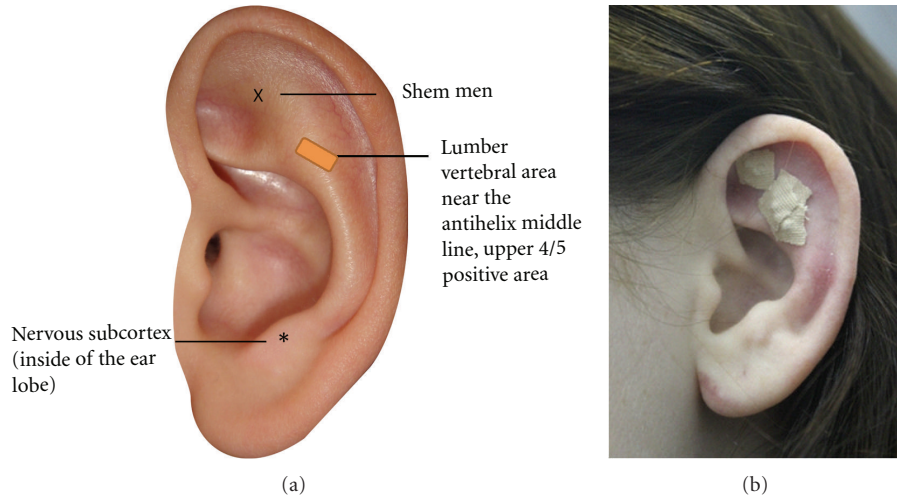 X
Shem men
Lumber
vertebral area
near the
antihelix middle
line, upper 4/5
positive area
Nervous subcortex
(inside of the ear
lobe)
*
(a)
(b)